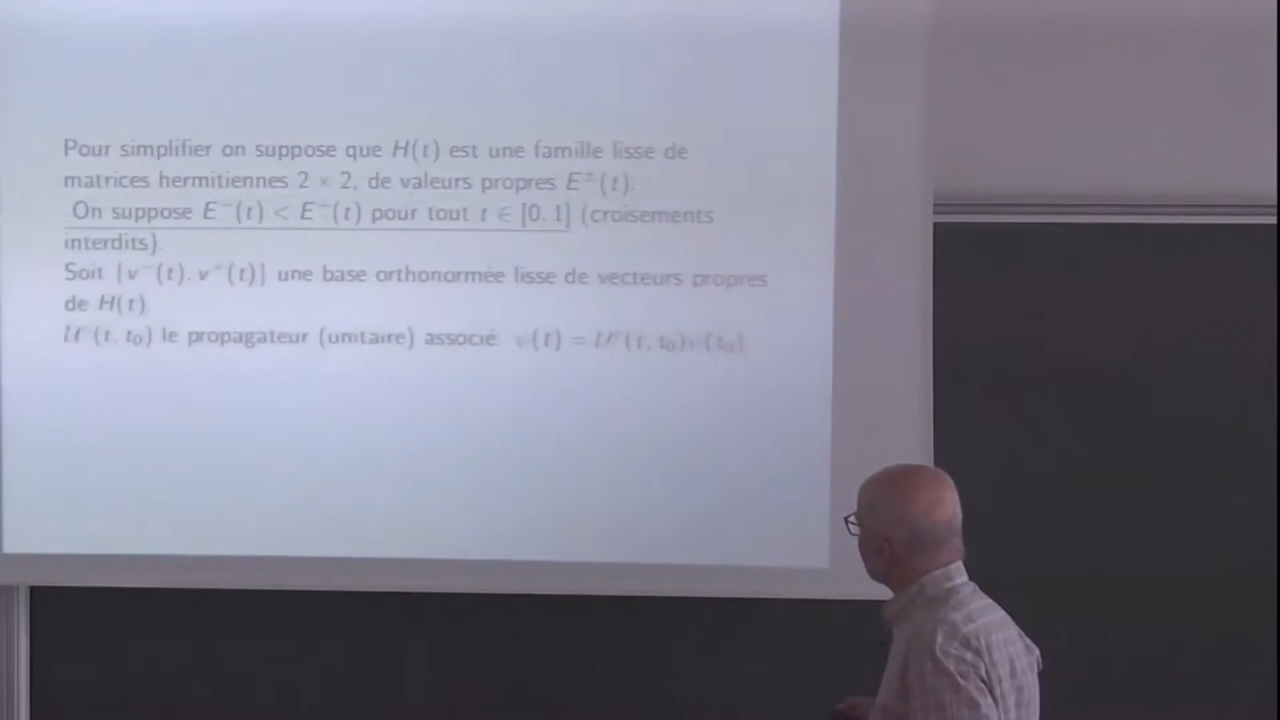 Pour simplifier on suppose que H(t) est une famille lisse de
matrices hermitiennes 2 × 2, de valeurs propres E±(t).
On suppose E⁻(t) < E⁺(t) pour tout t ∈ [0, 1] (croisements
interdits).
Soit {v⁻(t), v⁺(t)} une base orthonormée lisse de vecteurs propres
de H(t).
(t, t₀) le propagateur (unitaire) associé: (t) =